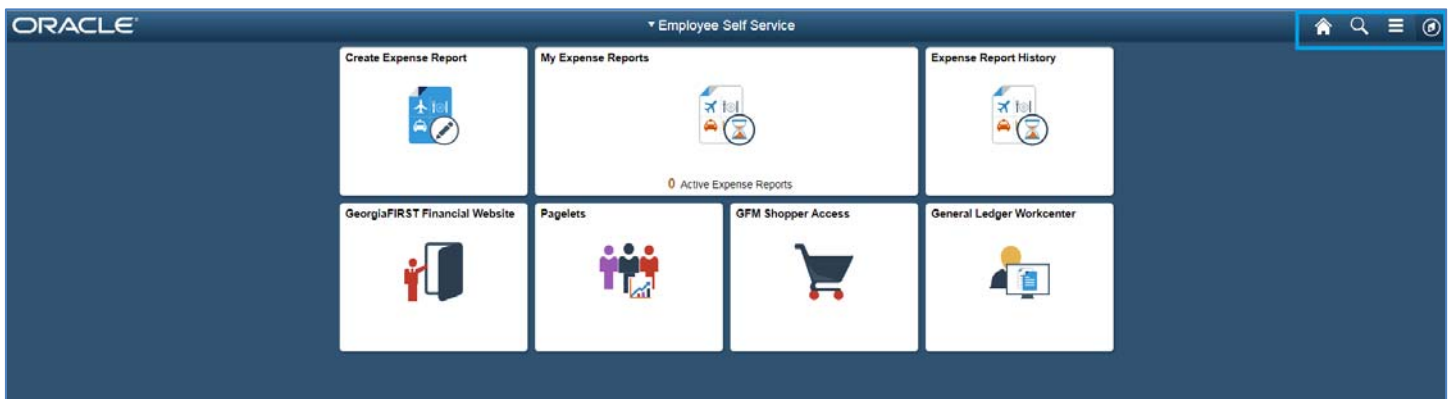 ORACLE
Employee Self Service
Create Expense Report
My Expense Reports
Expense Report History
0 Active Expense Reports
GeorgiaFIRST Financial Website
Pagelets
GFM Shopper Access
General Ledger Workcenter